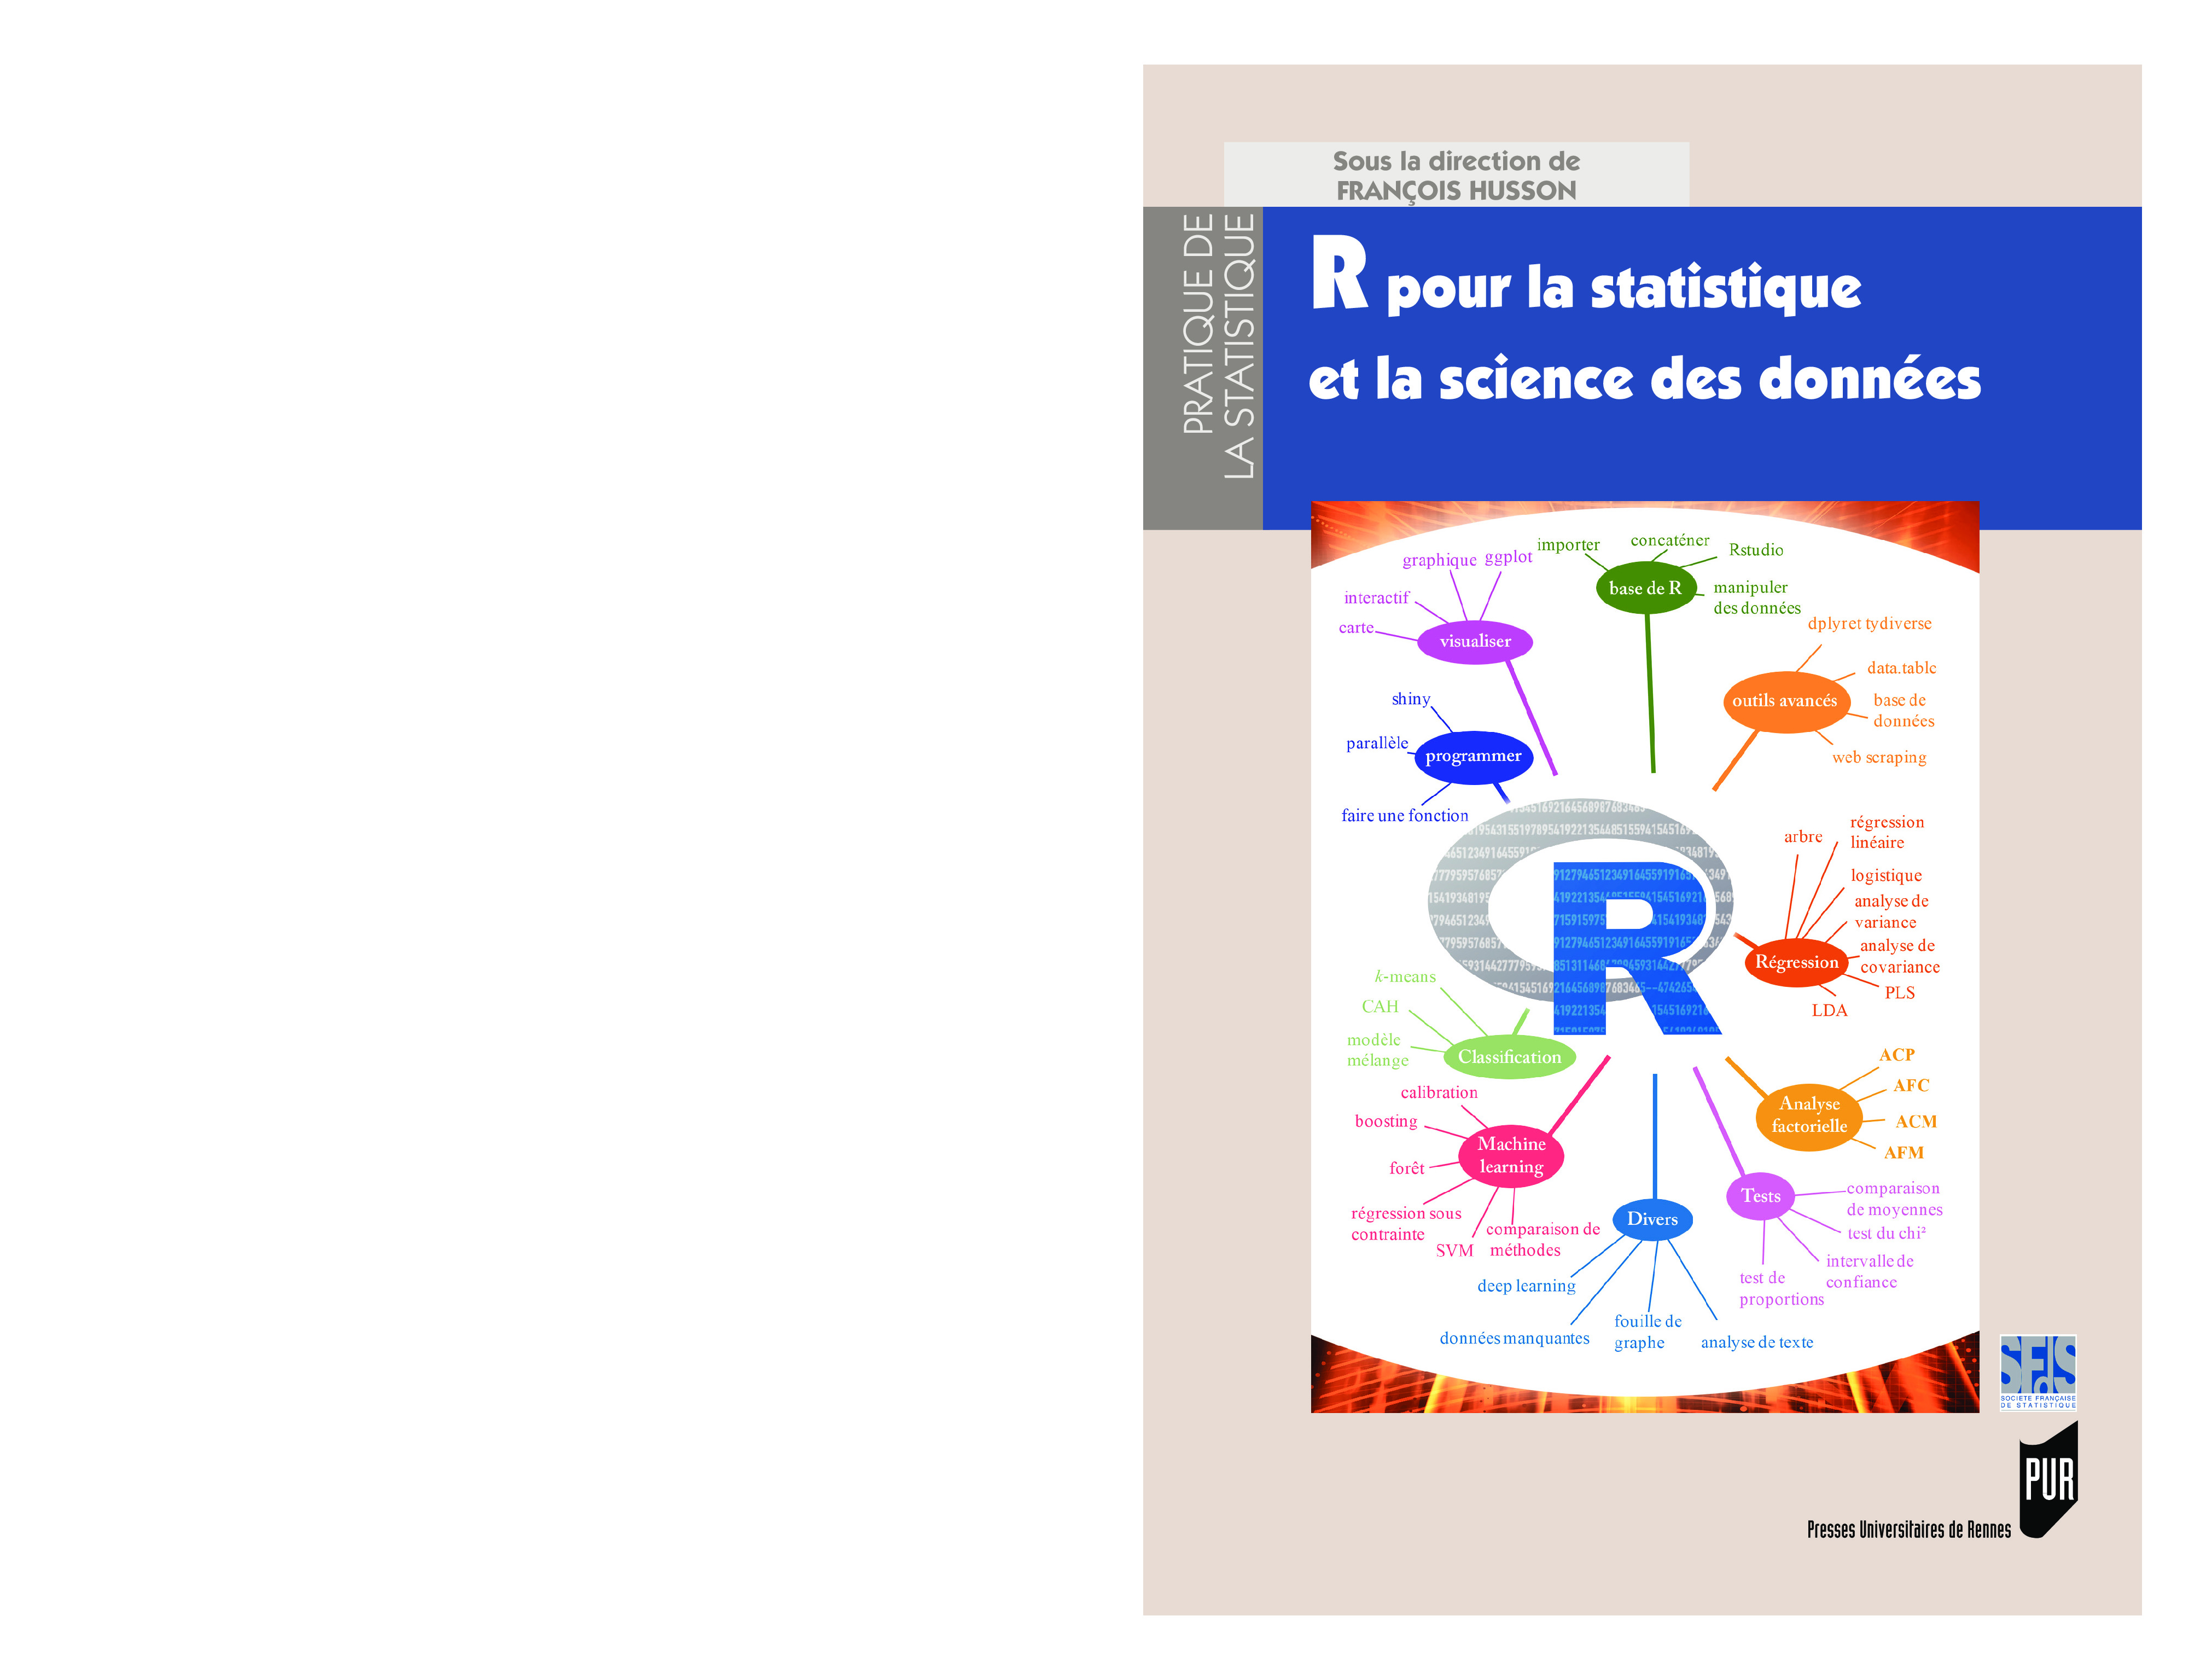 Sous la direction de
FRANÇOIS HUSSON
PRATIQUE DE
LA STATISTIQUE
R pour la statistique
et la science des données
importer
concaténer
Rstudio
base de R
manipuler
des données
graphique
ggplot
interactif
carte
visualiser
dplyr et tydiverse
data.table
outils avancés
base de
données
web scraping
shiny
parallèle
programmer
faire une fonction
arbre
régression
linéaire
logistique
analyse de
variance
analyse de
covariance
Régression
PLS
LDA
k-means
CAH
modèle
mélange
Classification
ACP
AFC
ACM
AFM
Analyse
factorielle
calibration
boosting
Machine
learning
forêt
régression sous
contrainte
SVM
comparaison de
méthodes
Tests
comparaison
de moyennes
test du chi²
intervalle de
confiance
test de
proportions
Divers
deep learning
données manquantes
fouille de
graphe
analyse de texte
R
SFdS
SOCIÉTÉ FRANÇAISE
DE STATISTIQUE
PUR
Presses Universitaires de Rennes